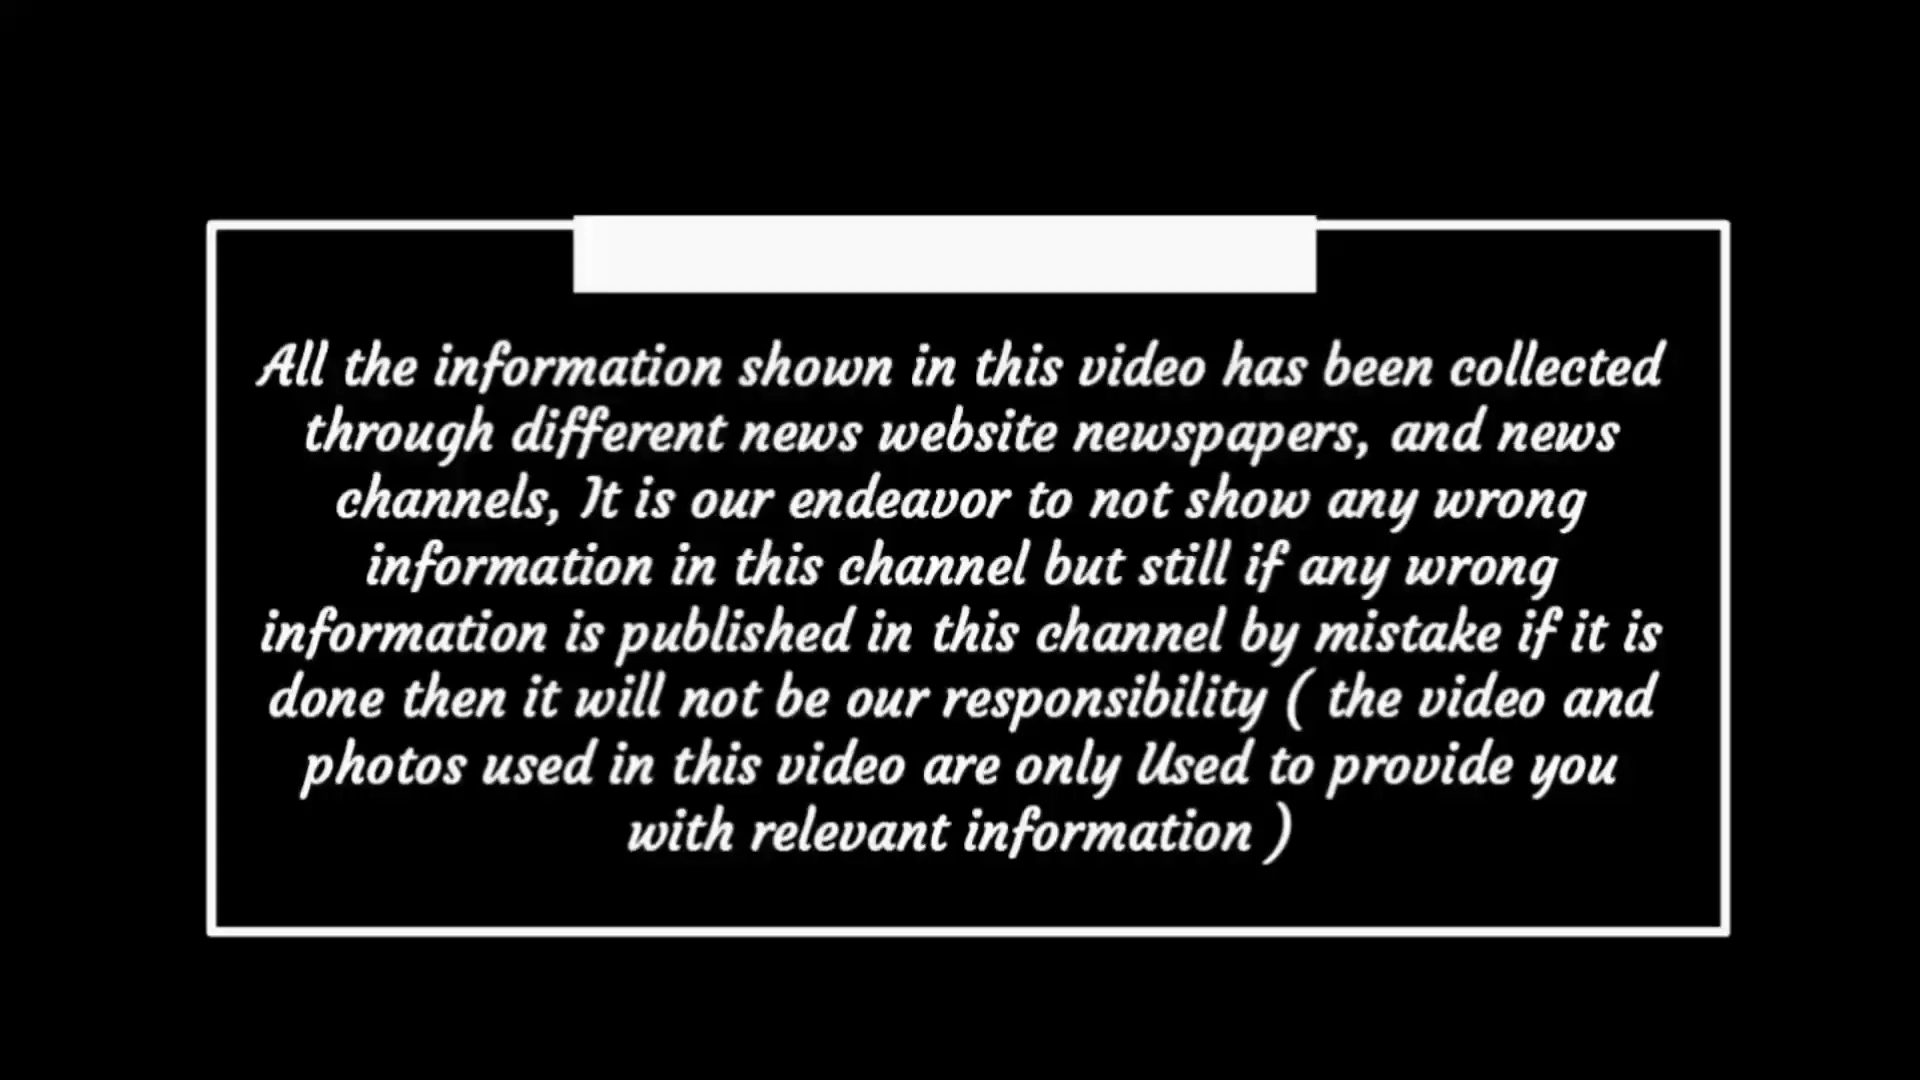 All the information shown in this video has been collected
through different news website newspapers, and news
channels, It is our endeavor to not show any wrong
information in this channel but still if any wrong
information is published in this channel by mistake if it is
done then it will not be our responsibility ( the video and
photos used in this video are only Used to provide you
with relevant information )